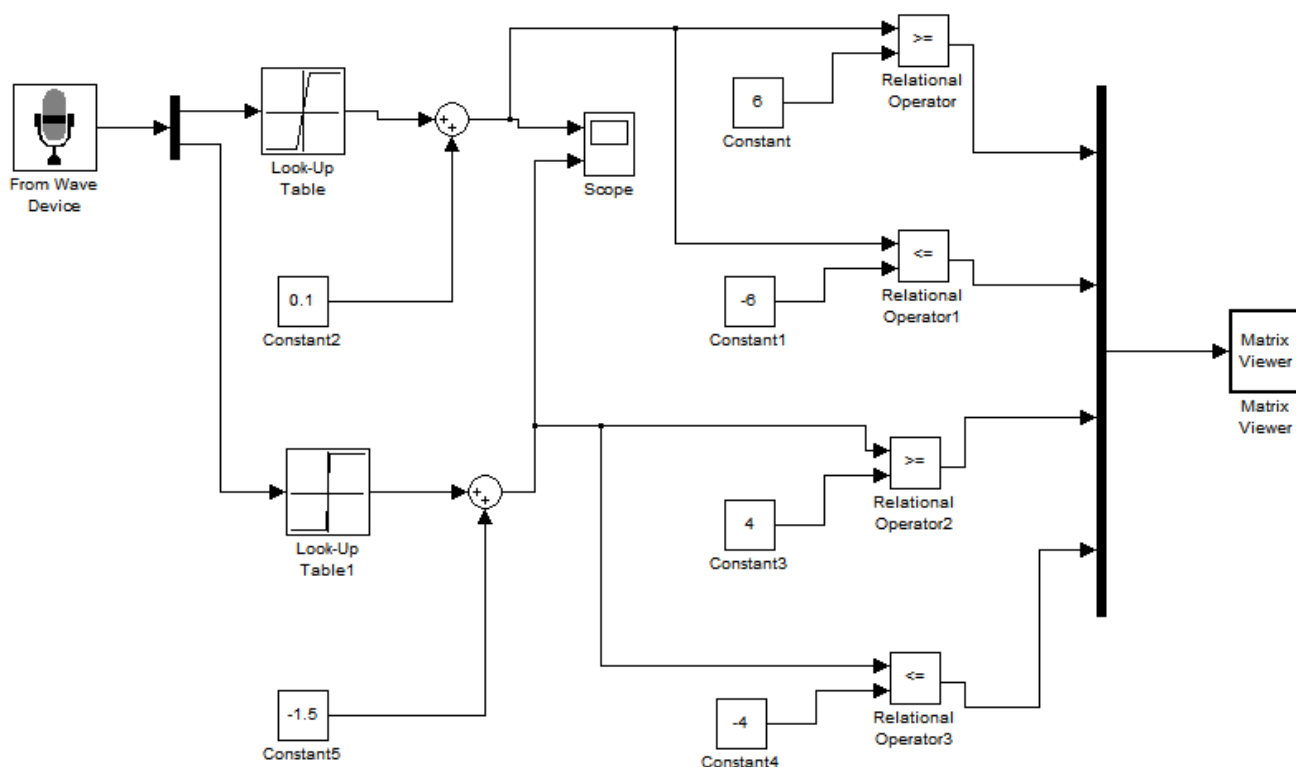 >=
Relational
Operator
6
Constant
From Wave
Device
Look-Up
Table
Scope
<=
Relational
Operator1
-6
Constant1
0.1
Constant2
Matrix
Viewer
Matrix
Viewer
>=
Relational
Operator2
4
Constant3
Look-Up
Table1
<=
Relational
Operator3
-4
Constant4
-1.5
Constant5
+
+
+
+